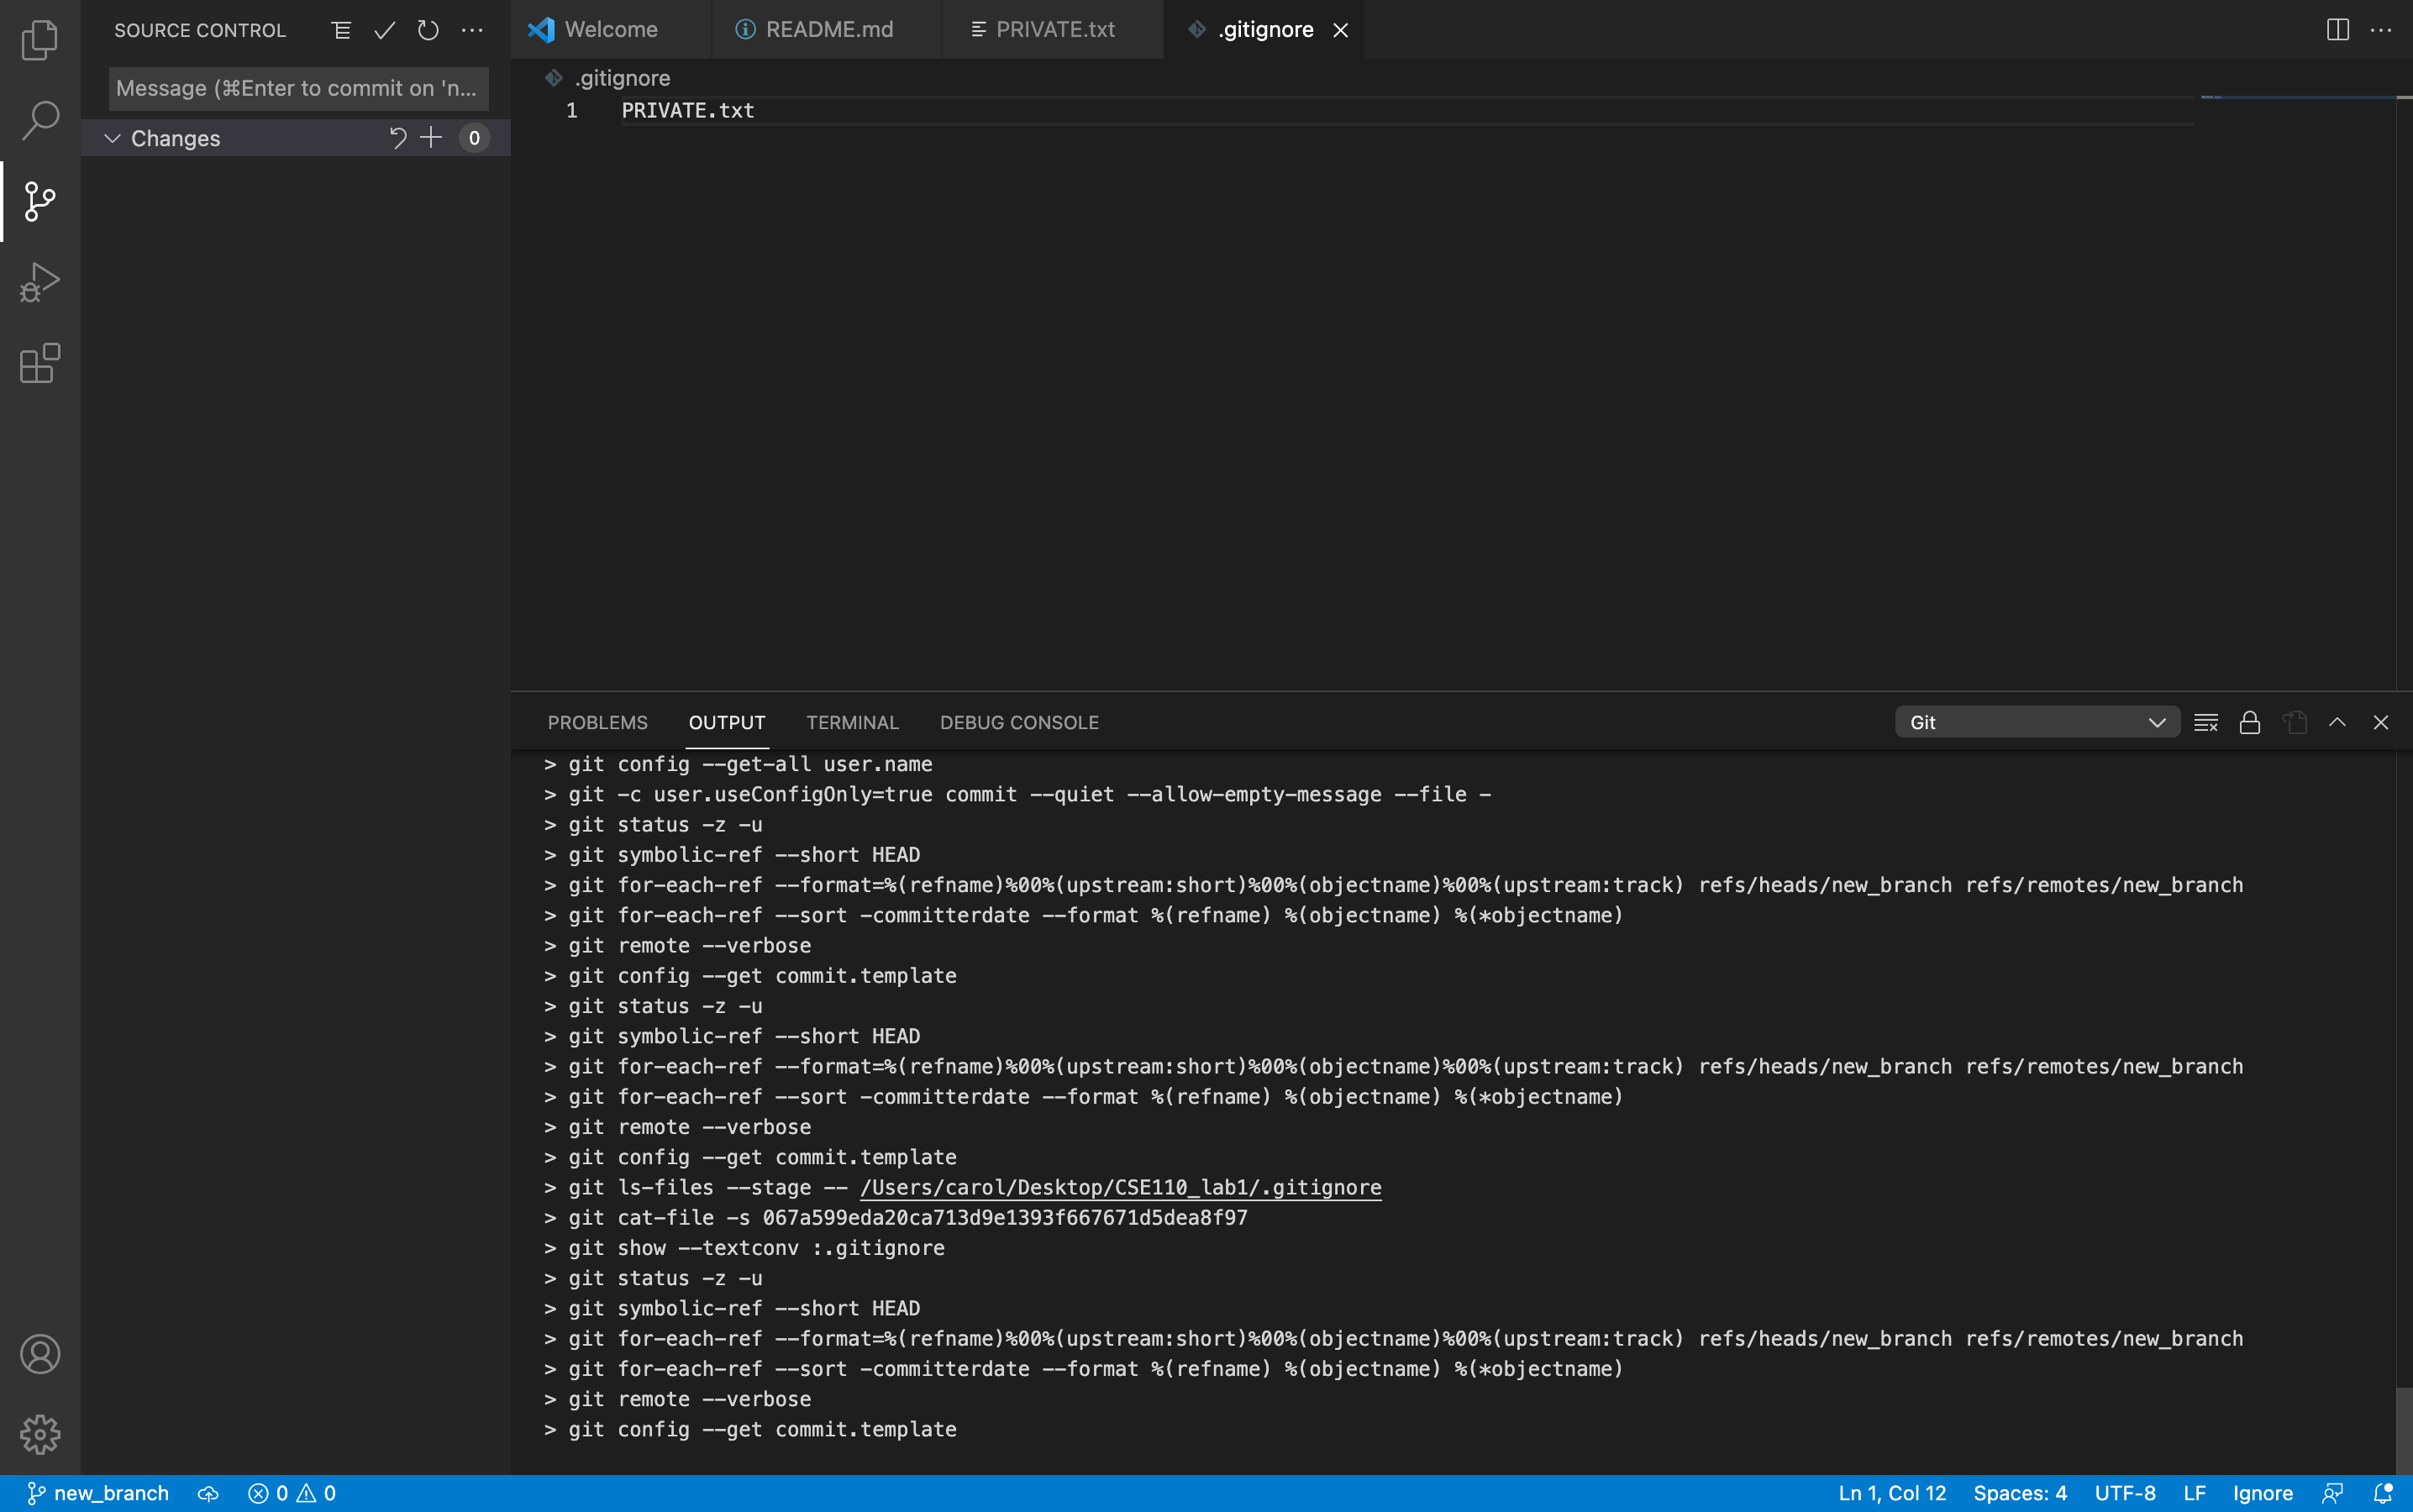 SOURCE CONTROL
Message (⌘Enter to commit on 'n...
Changes 0
Welcome README.md PRIVATE.txt .gitignore
.gitignore
1 PRIVATE.txt
PROBLEMS OUTPUT TERMINAL DEBUG CONSOLE Git
> git config --get-all user.name
> git -c user.useConfigOnly=true commit --quiet --allow-empty-message --file -
> git status -z -u
> git symbolic-ref --short HEAD
> git for-each-ref --format=%(refname)%00%(upstream:short)%00%(objectname)%00%(upstream:track) refs/heads/new_branch refs/remotes/new_branch
> git for-each-ref --sort -committerdate --format %(refname) %(objectname) %(*objectname)
> git remote --verbose
> git config --get commit.template
> git status -z -u
> git symbolic-ref --short HEAD
> git for-each-ref --format=%(refname)%00%(upstream:short)%00%(objectname)%00%(upstream:track) refs/heads/new_branch refs/remotes/new_branch
> git for-each-ref --sort -committerdate --format %(refname) %(objectname) %(*objectname)
> git remote --verbose
> git config --get commit.template
> git ls-files --stage -- /Users/carol/Desktop/CSE110_lab1/.gitignore
> git cat-file -s 067a599eda20ca713d9e1393f667671d5dea8f97
> git show --textconv :.gitignore
> git status -z -u
> git symbolic-ref --short HEAD
> git for-each-ref --format=%(refname)%00%(upstream:short)%00%(objectname)%00%(upstream:track) refs/heads/new_branch refs/remotes/new_branch
> git for-each-ref --sort -committerdate --format %(refname) %(objectname) %(*objectname)
> git remote --verbose
> git config --get commit.template
new_branch 0 0 Ln 1, Col 12 Spaces: 4 UTF-8 LF Ignore